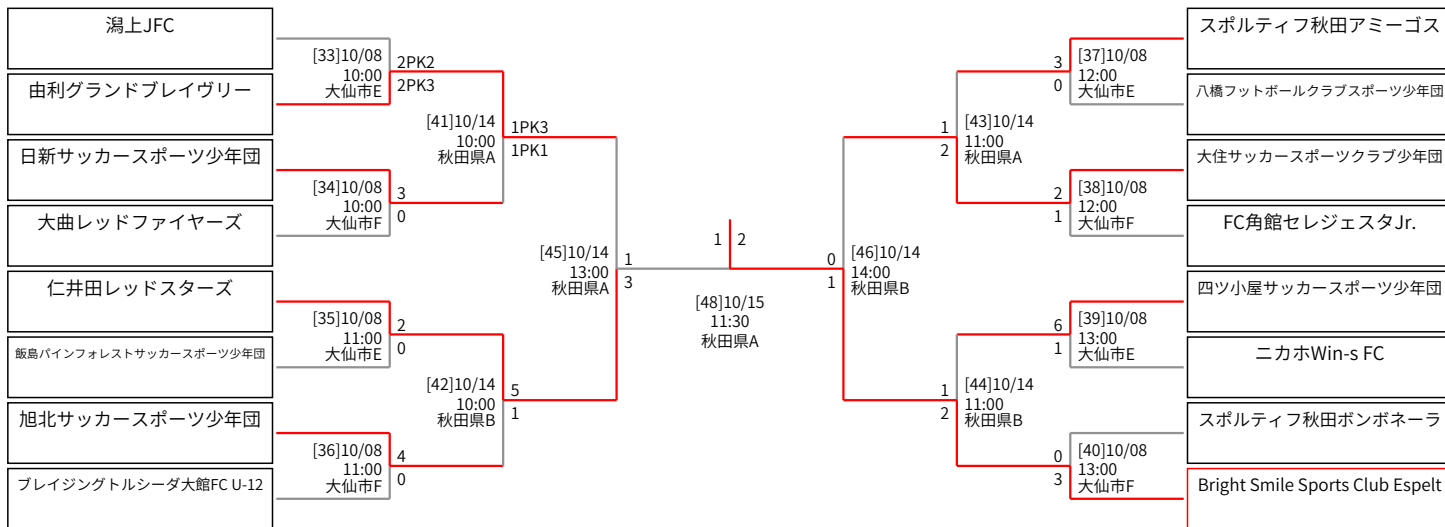 潟上JFC
[33]10/08
10:00
大仙市E
2PK2
2PK3
由利グランドブレイヴリー
[41]10/14
10:00
秋田県A
1PK3
1PK1
日新サッカースポーツ少年団
[34]10/08
10:00
大仙市F
3
0
大曲レッドファイヤーズ
[45]10/14
13:00
秋田県A
1
3
仁井田レッドスターズ
[35]10/08
11:00
大仙市E
2
0
飯島パインフォレストサッカースポーツ少年団
[42]10/14
10:00
秋田県B
5
1
旭北サッカースポーツ少年団
[36]10/08
11:00
大仙市F
4
0
ブレイジングトルシーダ大館FC U-12
1
2
[48]10/15
11:30
秋田県A
スポルティフ秋田アミーゴス
3
0
[37]10/08
12:00
大仙市E
八橋フットボールクラブスポーツ少年団
1
2
[43]10/14
11:00
秋田県A
大住サッカースポーツクラブ少年団
2
1
[38]10/08
12:00
大仙市F
FC角館セレジェスタJr.
0
1
[46]10/14
14:00
秋田県B
四ツ小屋サッカースポーツ少年団
6
1
[39]10/08
13:00
大仙市E
ニカホWin-s FC
1
2
[44]10/14
11:00
秋田県B
スポルティフ秋田ボンボネーラ
0
3
[40]10/08
13:00
大仙市F
Bright Smile Sports Club Espelt